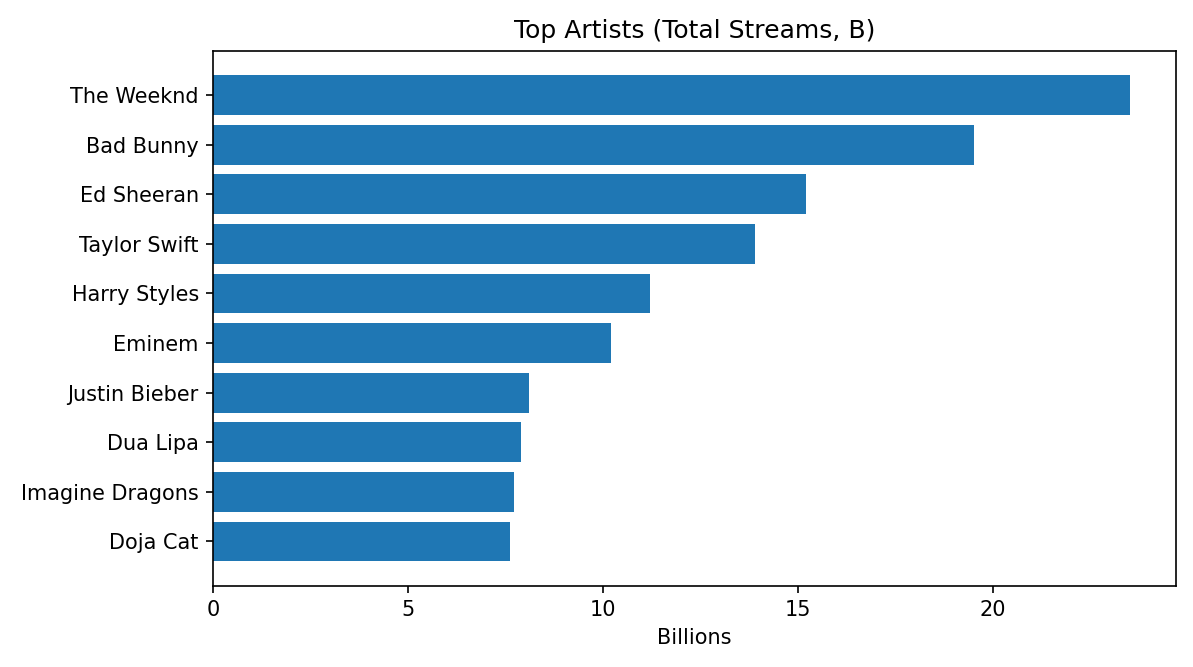 Top Artists (Total Streams, B)
The Weeknd
Bad Bunny
Ed Sheeran
Taylor Swift
Harry Styles
Eminem
Justin Bieber
Dua Lipa
Imagine Dragons
Doja Cat
0 5 10 15 20
Billions